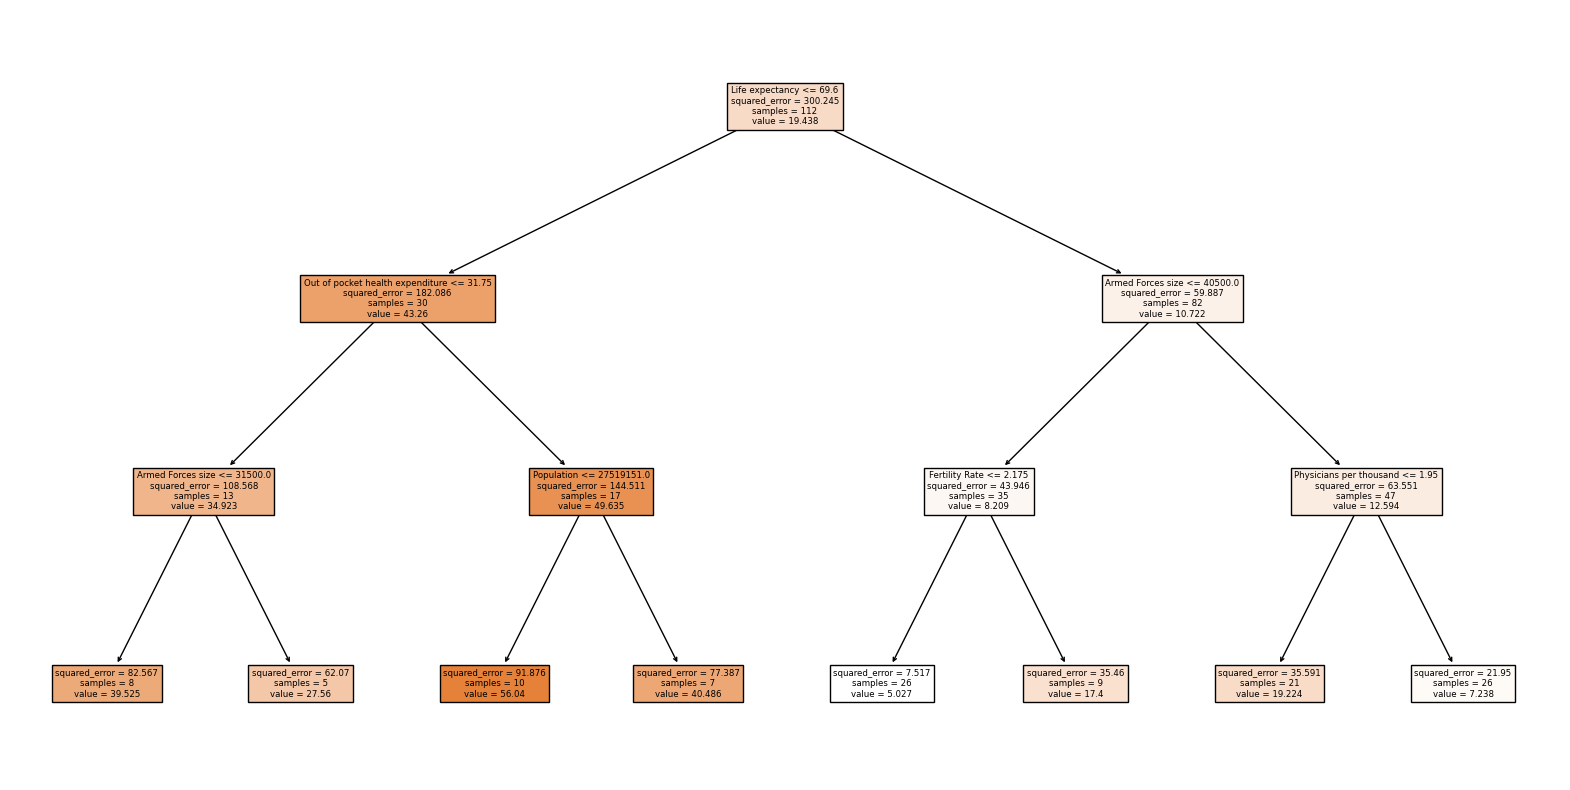 Life expectancy <= 69.6
squared_error = 300.245
samples = 112
value = 19.438
Out of pocket health expenditure <= 31.75
squared_error = 182.086
samples = 30
value = 43.26
Armed Forces size <= 40500.0
squared_error = 59.887
samples = 82
value = 10.722
Armed Forces size <= 31500.0
squared_error = 108.568
samples = 13
value = 34.923
Population <= 27519151.0
squared_error = 144.511
samples = 17
value = 49.635
Fertility Rate <= 2.175
squared_error = 43.946
samples = 35
value = 8.209
Physicians per thousand <= 1.95
squared_error = 63.551
samples = 47
value = 12.594
squared_error = 82.567
samples = 8
value = 39.525
squared_error = 62.07
samples = 5
value = 27.56
squared_error = 91.876
samples = 10
value = 56.04
squared_error = 77.387
samples = 7
value = 40.486
squared_error = 7.517
samples = 26
value = 5.027
squared_error = 35.46
samples = 9
value = 17.4
squared_error = 35.591
samples = 21
value = 19.224
squared_error = 21.95
samples = 26
value = 7.238